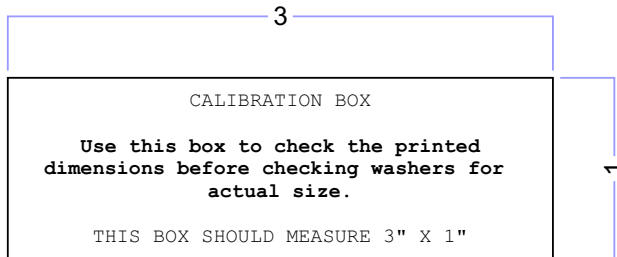 3
CALIBRATION BOX
Use this box to check the printed
dimensions before checking washers for
actual size.
1
THIS BOX SHOULD MEASURE 3" X 1"